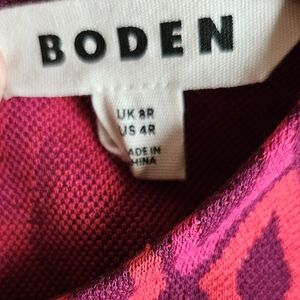 BODEN
UK 8R
US 4R
MADE IN
CHINA